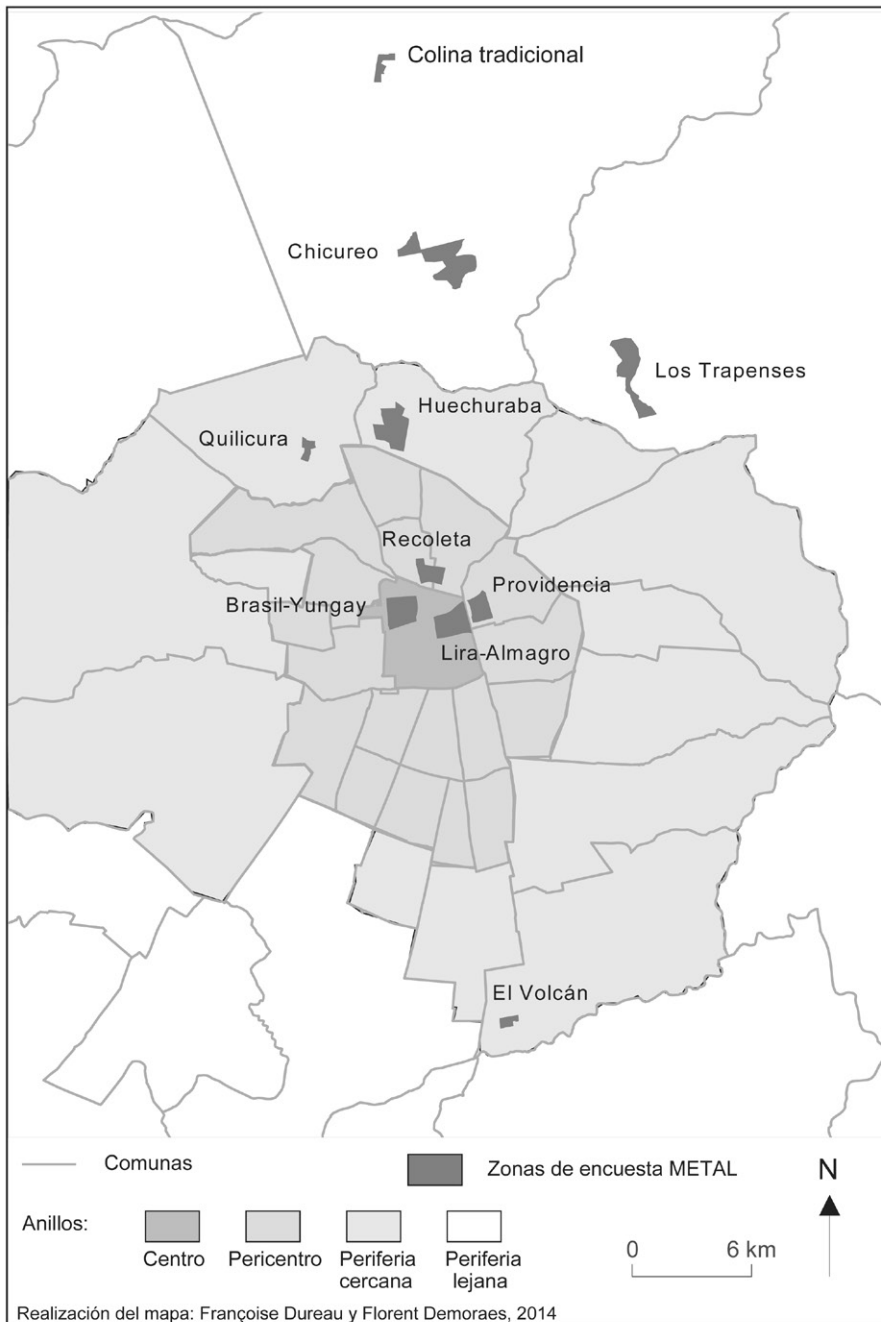 Colina tradicional
Chicureo
Los Trapenses
Huechuraba
Quilicura
Recoleta
Providencia
Brasil-Yungay
Lira-Almagro
El Volcán
Comunas
Zonas de encuesta METAL
N
Anillos:
Centro
Pericentro
Periferia
cercana
Periferia
lejana
0 6 km
Realización del mapa: Françoise Dureau y Florent Demoraes, 2014